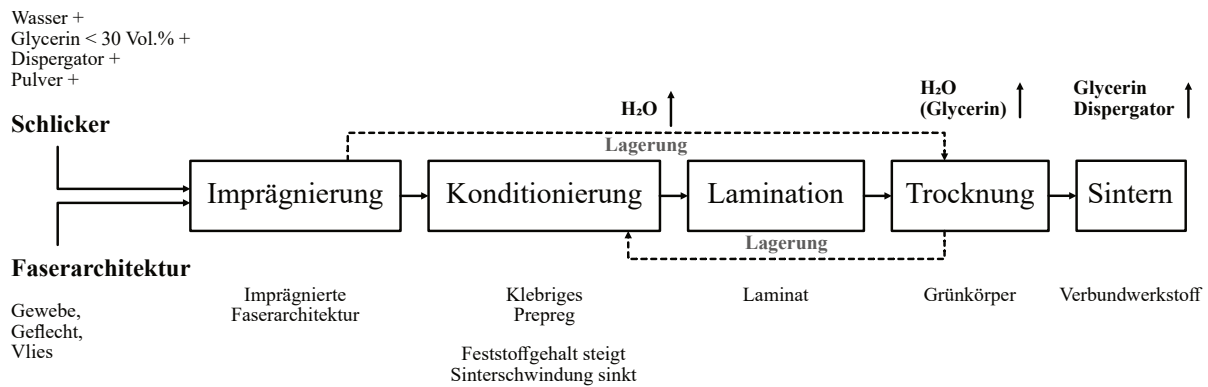 Wasser +
Glycerin < 30 Vol.% +
Dispergator +
Pulver +
Schlicker
H₂O
H₂O
(Glycerin)
Glycerin
Dispergator
Lagerung
Imprägnierung
Konditionierung
Lamination
Trocknung
Sintern
Lagerung
Faserarchitektur
Gewebe,
Geflecht,
Vlies
Imprägnierte
Faserarchitektur
Klebriges
Prepreg
Feststoffgehalt steigt
Sinterschwindung sinkt
Laminat
Grünkörper
Verbundwerkstoff